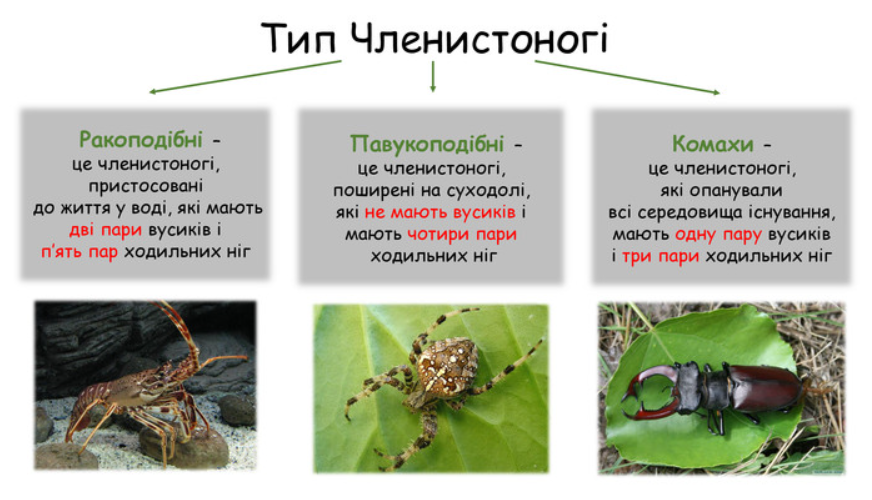 Тип Членистоногі
Ракоподібні –
це членистоногі,
пристосовані
до життя у воді, які мають
дві пари вусиків і
п’ять пар ходильних ніг
Павукоподібні –
це членистоногі,
поширені на суходолі,
які не мають вусиків і
мають чотири пари
ходильних ніг
Комахи –
це членистоногі,
які опанували
всі середовища існування,
мають одну пару вусиків
і три пари ходильних ніг